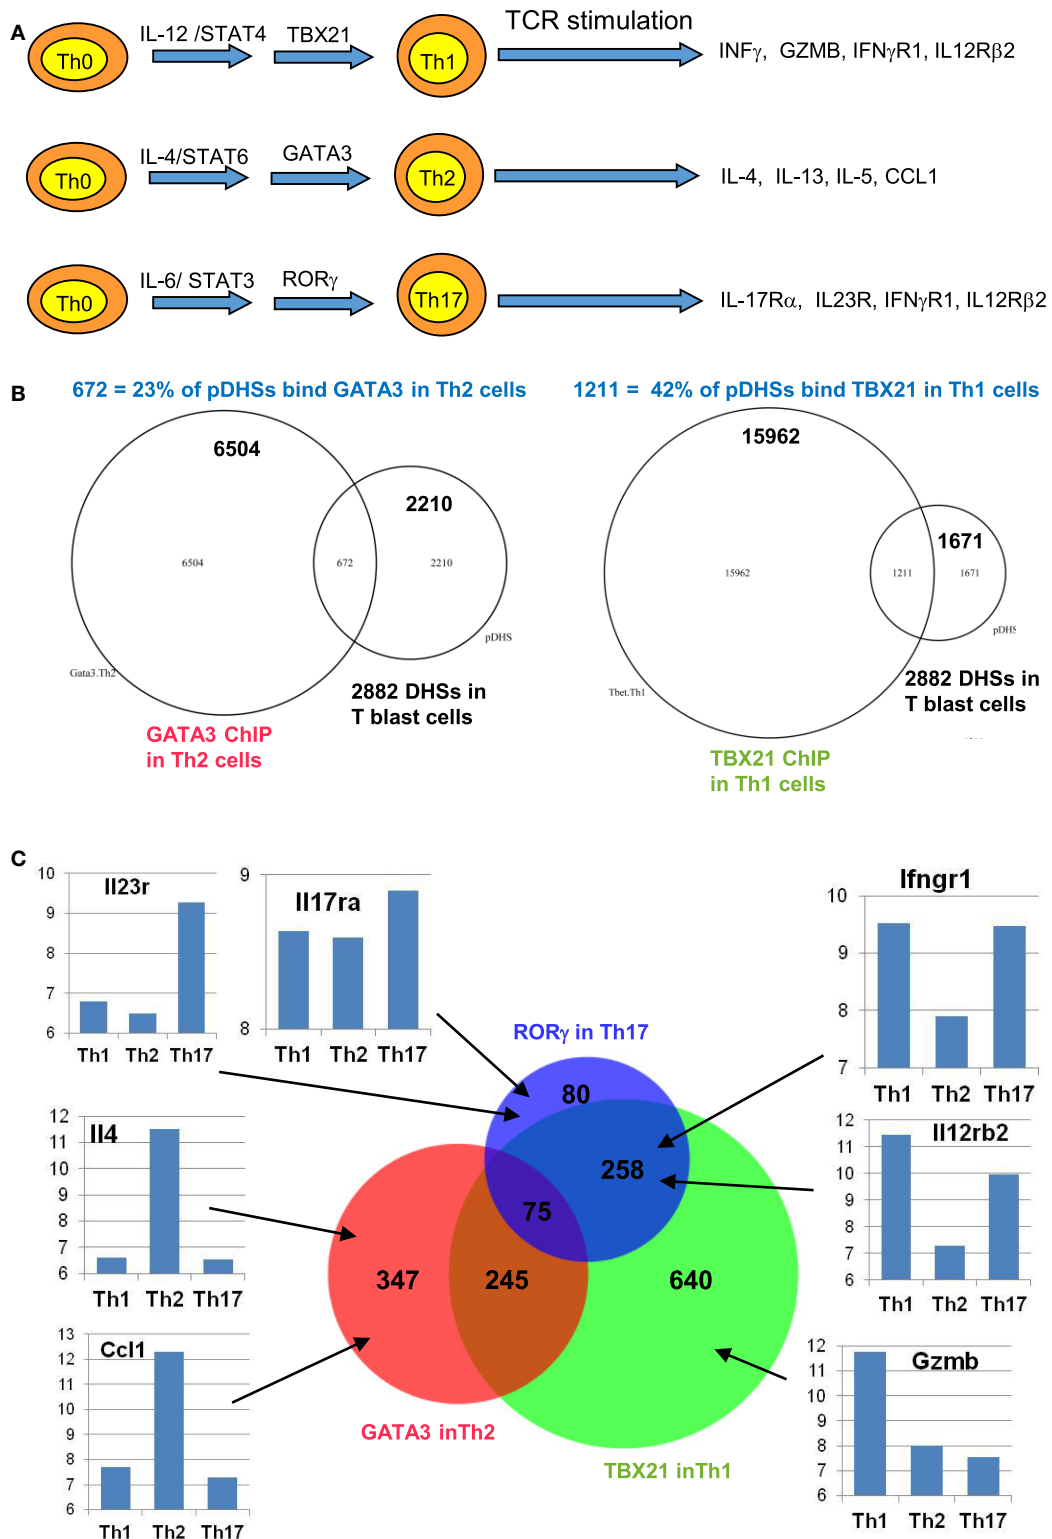 A
IL-12 /STAT4
TBX21
TCR stimulation
Th0
Th1
INFγ, GZMB, IFNγR1, IL12Rβ2
IL-4/STAT6
GATA3
Th0
Th2
IL-4, IL-13, IL-5, CCL1
IL-6/ STAT3
RORγ
Th0
Th17
IL-17Rα, IL23R, IFNγR1, IL12Rβ2
B
672 = 23% of pDHSs bind GATA3 in Th2 cells
6504
2210
6504
672
2210
pDHS
Gata3.Th2
2882 DHSs in
T blast cells
GATA3 ChIP
in Th2 cells
1211 = 42% of pDHSs bind TBX21 in Th1 cells
15962
1671
15962
1211
1671
pDHS
Tbet.Th1
2882 DHSs in
T blast cells
TBX21 ChIP
in Th1 cells
C
Il23r
10
9
8
7
6
Th1 Th2 Th17
Il17ra
9
8
Th1 Th2 Th17
Ifngr1
10
9
8
7
Th1 Th2 Th17
RORγ in Th17
80
258
75
347
245
640
GATA3 inTh2
TBX21 inTh1
Il4
12
11
10
9
8
7
6
Th1 Th2 Th17
Il12rb2
12
11
10
9
8
7
6
Th1 Th2 Th17
Ccl1
13
12
11
10
9
8
7
6
Th1 Th2 Th17
Gzmb
12
11
10
9
8
7
6
Th1 Th2 Th17